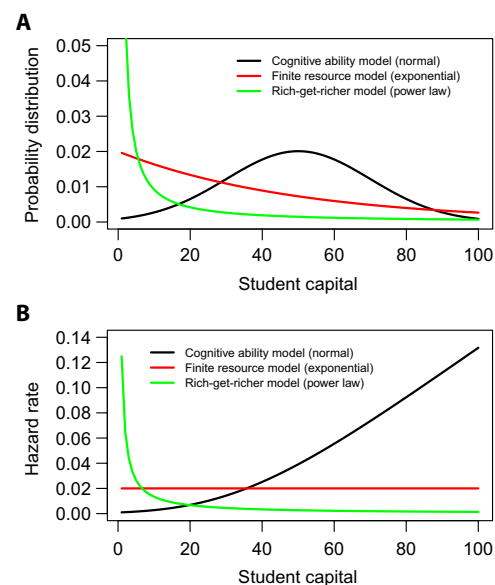 A
Probability distribution
0.05
0.04
0.03
0.02
0.01
0.00
Cognitive ability model (normal)
Finite resource model (exponential)
Rich-get-richer model (power law)
0 20 40 60 80 100
Student capital
B
Hazard rate
0.14
0.12
0.10
0.08
0.06
0.04
0.02
0.00
Cognitive ability model (normal)
Finite resource model (exponential)
Rich-get-richer model (power law)
0 20 40 60 80 100
Student capital